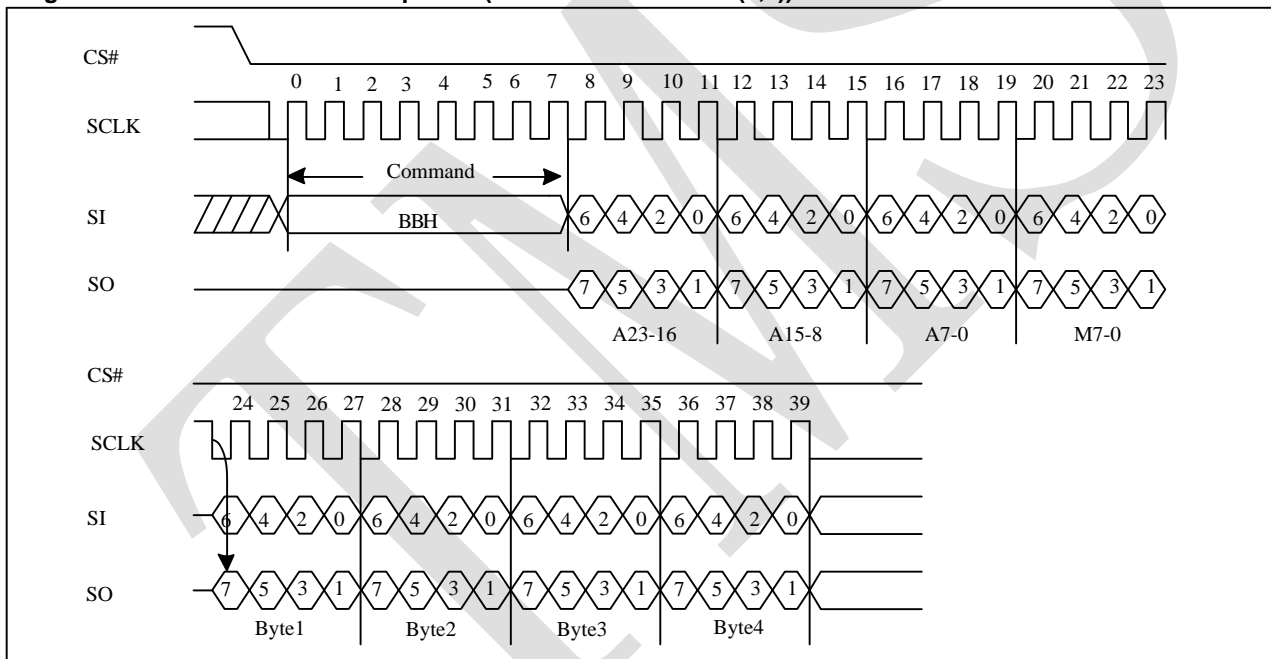 CS#
0 1 2 3 4 5 6 7 8 9 10 11 12 13 14 15 16 17 18 19 20 21 22 23
SCLK
Command
SI BBH 6 4 2 0 6 4 2 0 6 4 2 0 6 4 2 0
SO 7 5 3 1 7 5 3 1 7 5 3 1 7 5 3 1
A23-16 A15-8 A7-0 M7-0
CS#
24 25 26 27 28 29 30 31 32 33 34 35 36 37 38 39
SCLK
SI 6 4 2 0 6 4 2 0 6 4 2 0 6 4 2 0
SO 7 5 3 1 7 5 3 1 7 5 3 1 7 5 3 1
Byte1 Byte2 Byte3 Byte4